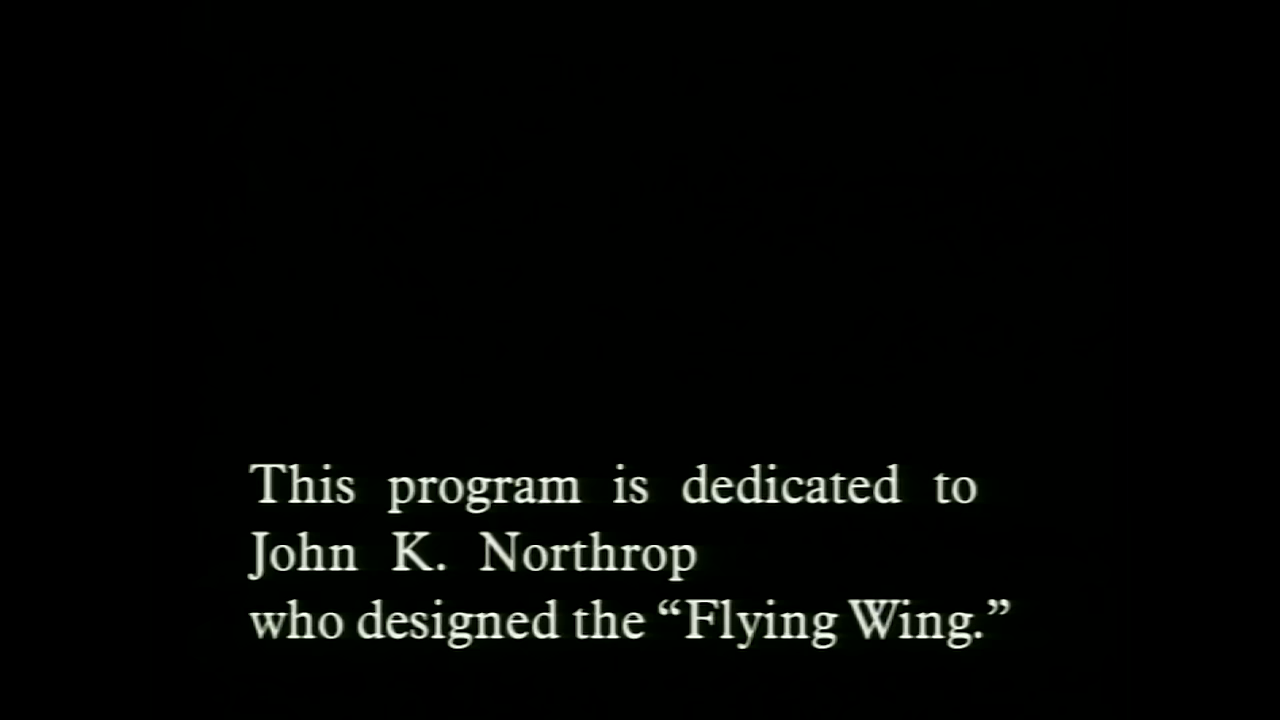 This program is dedicated to
John K. Northrop
who designed the “Flying Wing.”